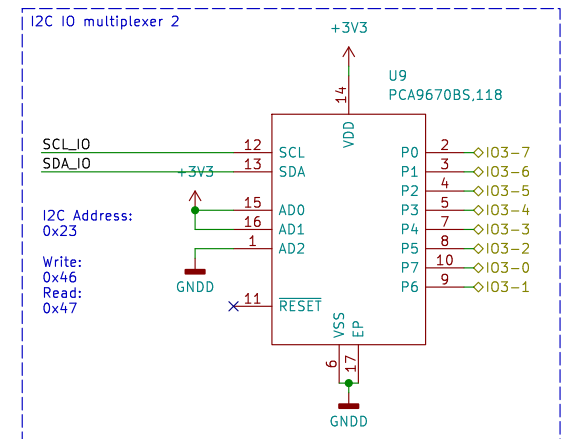 I2C IO multiplexer 2
+3V3
U9
PCA9670BS,118
14
VDD
SCL_IO
12
SCL
P0
2
IO3-7
SDA_IO
13
SDA
P1
3
IO3-6
+3V3
P2
4
IO3-5
15
AD0
P3
5
IO3-4
16
AD1
P4
7
IO3-3
1
AD2
P5
8
IO3-2
P7
10
IO3-0
P6
9
IO3-1
I2C Address:
0x23
Write:
0x46
Read:
0x47
GNDD
11
RESET
VSS
EP
6
17
GNDD